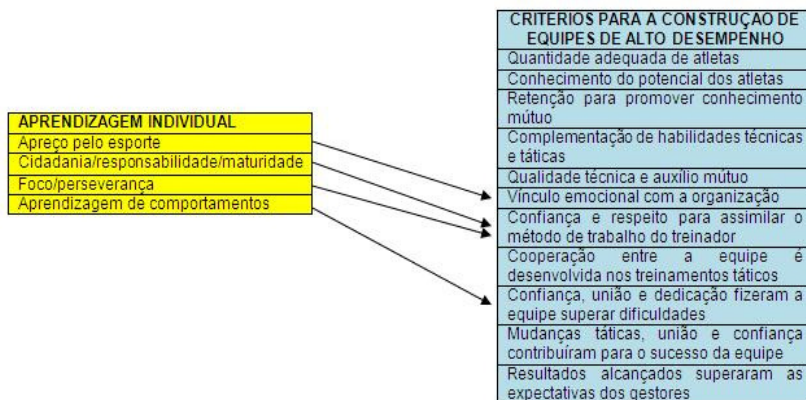 APRENDIZAGEM INDIVIDUAL
Apreço pelo esporte
Cidadania/responsabilidade/maturidade
Foco/perseverança
Aprendizagem de comportamentos
CRITÉRIOS PARA A CONSTRUÇÃO DE
EQUIPES DE ALTO DESEMPENHO
Quantidade adequada de atletas
Conhecimento do potencial dos atletas
Retenção para promover conhecimento
mútuo
Complementação de habilidades técnicas
e táticas
Qualidade técnica e auxílio mútuo
Vínculo emocional com a organização
Confiança e respeito para assimilar o
método de trabalho do treinador
Cooperação entre a equipe é
desenvolvida nos treinamentos táticos
Confiança, união e dedicação fizeram a
equipe superar dificuldades
Mudanças táticas, união e confiança
contribuíram para o sucesso da equipe
Resultados alcançados superaram as
expectativas dos gestores